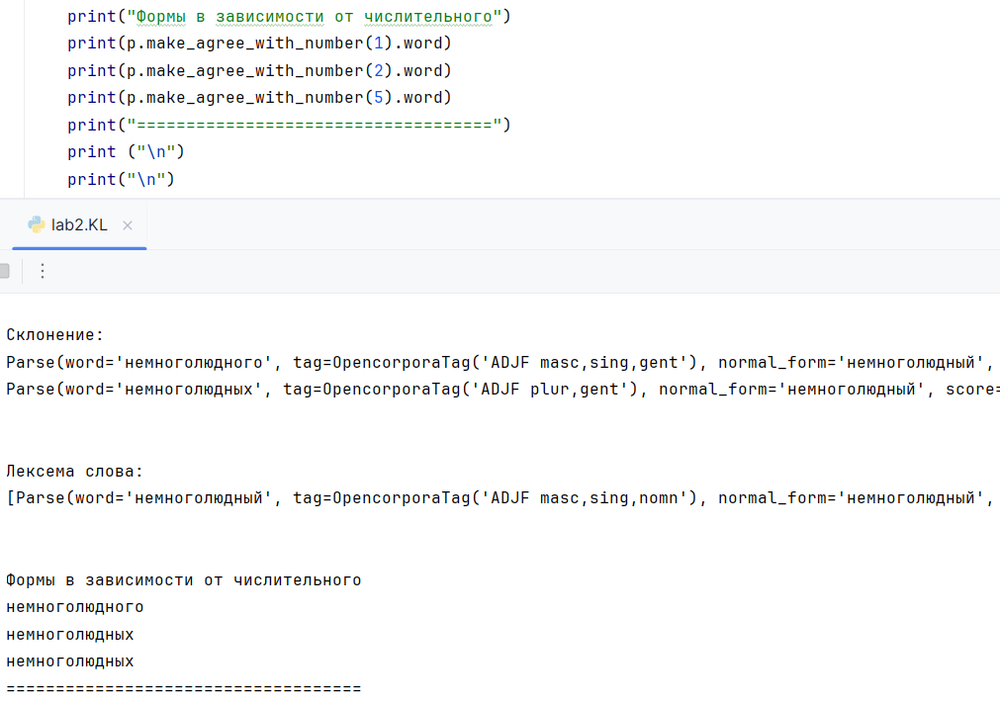 print("Формы в зависимости от числительного")
print(p.make_agree_with_number(1).word)
print(p.make_agree_with_number(2).word)
print(p.make_agree_with_number(5).word)
print("====================================")
print ("\n")
print("\n")
lab2.KL
Склонение:
Parse(word='немноголюдного', tag=OpencorporaTag('ADJF masc,sing,gent'), normal_form='немноголюдный',
Parse(word='немноголюдных', tag=OpencorporaTag('ADJF plur,gent'), normal_form='немноголюдный', score=
Лексема слова:
[Parse(word='немноголюдный', tag=OpencorporaTag('ADJF masc,sing,nomn'), normal_form='немноголюдный',
Формы в зависимости от числительного
немноголюдного
немноголюдных
немноголюдных
====================================